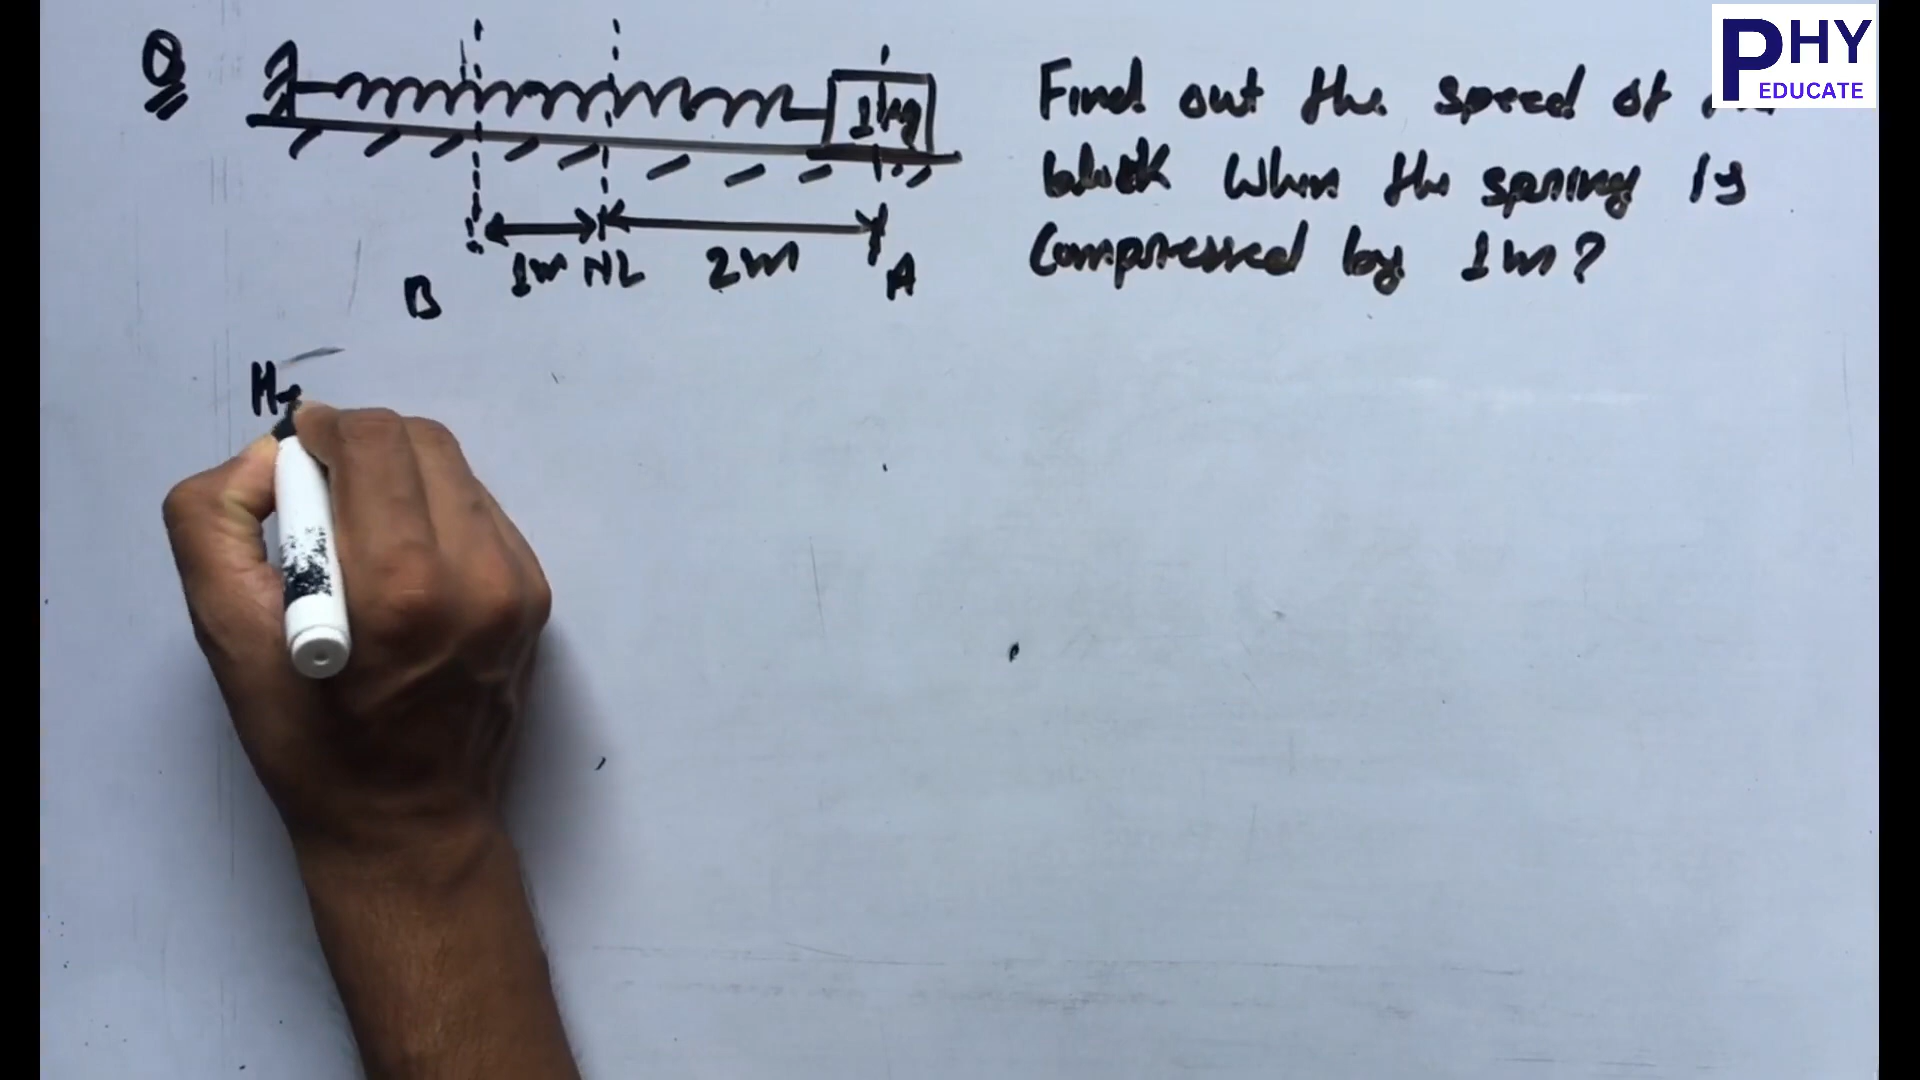 PHY
EDUCATE
Q
1kg
Find out the speed of
block when the spring is
compressed by 1m?
1m NL 2m
B A
H